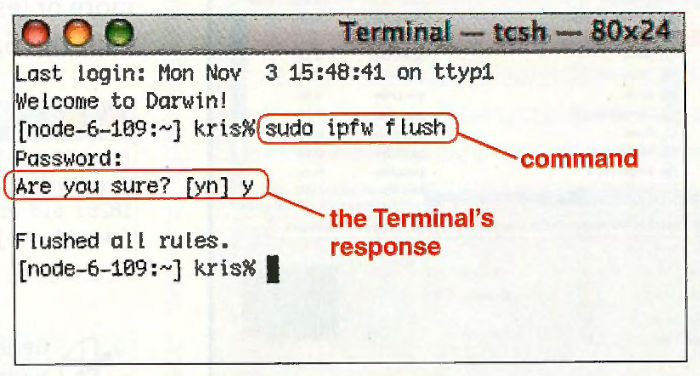 Terminal — tcsh — 80x24
Last login: Mon Nov  3 15:48:41 on ttyp1
Welcome to Darwin!
[node-6-109:~] kris% sudo ipfw flush
command
Password:
Are you sure? [yn] y
the Terminal's
response
Flushed all rules.
[node-6-109:~] kris%